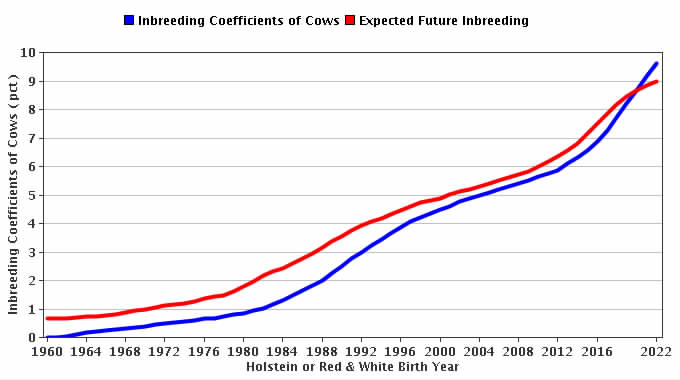 Inbreeding Coefficients of Cows Expected Future Inbreeding
10
9
8
7
6
5
4
3
2
1
0
Inbreeding Coefficients of Cows (pct)
1960 1964 1968 1972 1976 1980 1984 1988 1992 1996 2000 2004 2008 2012 2016 2022
Holstein or Red & White Birth Year